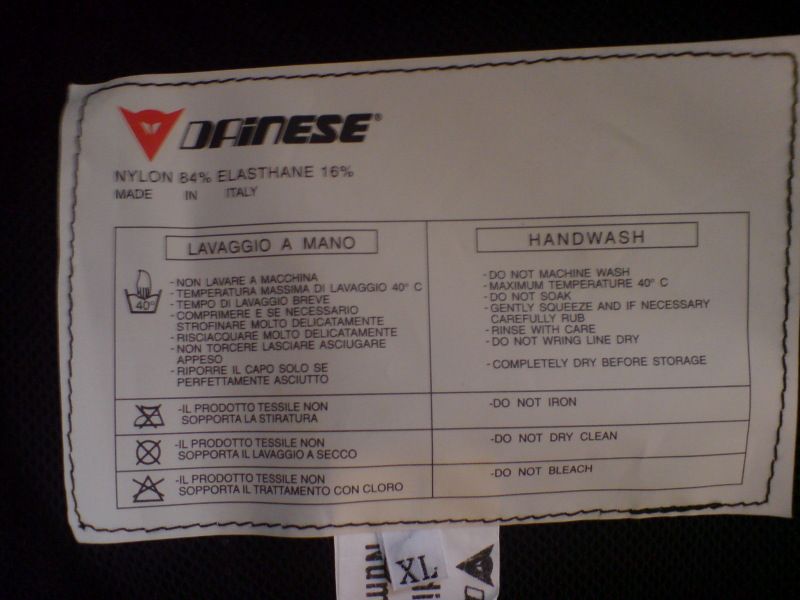 DAINESE®
NYLON 84% ELASTHANE 16%
MADE IN ITALY
LAVAGGIO A MANO
40°
-NON LAVARE A MACCHINA
-TEMPERATURA MASSIMA DI LAVAGGIO 40° C
-TEMPO DI LAVAGGIO BREVE
-COMPRIMERE E SE NECESSARIO
STROFINARE MOLTO DELICATAMENTE
-RISCIACQUARE MOLTO DELICATAMENTE
-NON TORCERE LASCIARE ASCIUGARE
APPESO
-RIPORRE IL CAPO SOLO SE
PERFETTAMENTE ASCIUTTO
HANDWASH
-DO NOT MACHINE WASH
-MAXIMUM TEMPERATURE 40° C
-DO NOT SOAK
-GENTLY SQUEEZE AND IF NECESSARY
CAREFULLY RUB
-RINSE WITH CARE
-DO NOT WRING LINE DRY
-COMPLETELY DRY BEFORE STORAGE
-IL PRODOTTO TESSILE NON
SOPPORTA LA STIRATURA
-DO NOT IRON
-IL PRODOTTO TESSILE NON
SOPPORTA IL LAVAGGIO A SECCO
-DO NOT DRY CLEAN
-IL PRODOTTO TESSILE NON
SOPPORTA IL TRATTAMENTO CON CLORO
-DO NOT BLEACH
XL